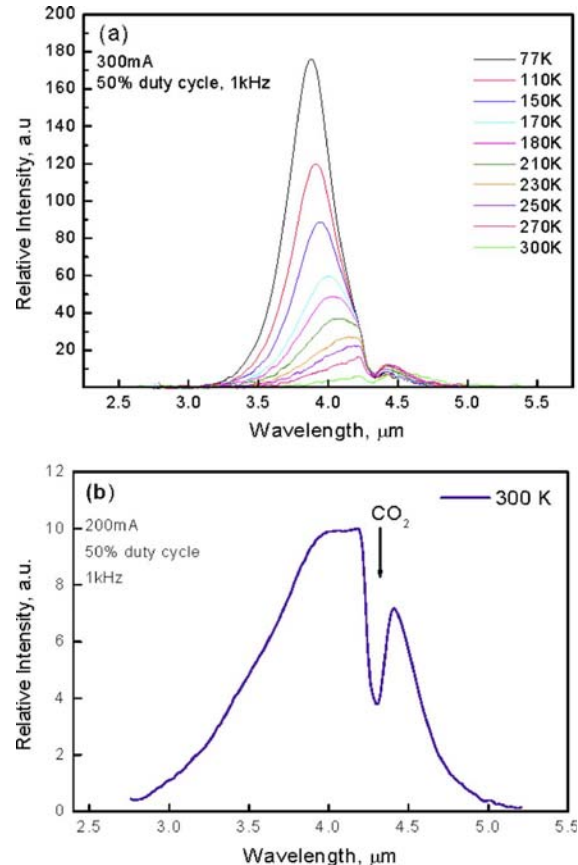 (a)
300mA
50% duty cycle, 1kHz
77K
110K
150K
170K
180K
210K
230K
250K
270K
300K
Relative Intensity, a.u
200
180
160
140
120
100
80
60
40
20
2.5 3.0 3.5 4.0 4.5 5.0 5.5
Wavelength, μm
(b)
200mA
50% duty cycle
1kHz
300 K
CO2
Relative Intensity, a.u.
12
10
8
6
4
2
0
2.5 3.0 3.5 4.0 4.5 5.0 5.5
Wavelength, μm